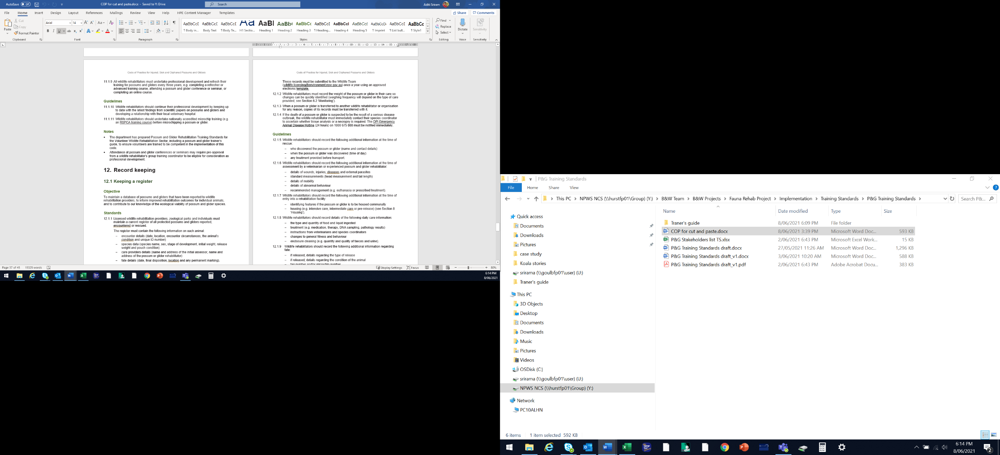 AutoSave Off
COP for cut and paste.docx - Saved to Y: Drive
Search
Aditi Sriram
File Home Insert Design Layout References Mailings Review View Help HPE Content Manager Templates
Share Comments
Paste
Cut
Copy
Format Painter
Clipboard
Arial 14
Font
Paragraph
¶ Body in... Body Text ¶ Body Te... H1 Sectio... Heading 1 Heading 2 Heading 3 ¶ Heading... Heading 4 Heading 5 ¶ Imprint ¶ List bull... ¶ Style1
Styles
Find
Replace
Select
Editing
Dictate
Voice
Sensitivity
Sensitivity
Code of Practice for Injured, Sick and Orphaned Possums and Gliders
11.1.9 All wildlife rehabilitators must undertake professional development and refresh their
training for possums and gliders every three years, e.g. completing a refresher or
advanced training course, attending a possum and glider conference or seminar, or
completing an online course.
Guidelines
11.1.10 Wildlife rehabilitators should continue their professional development by keeping up
to date with the latest findings from scientific papers on possums and gliders and
developing a relationship with their local veterinary hospital.
11.1.11 Wildlife rehabilitators should undertake nationally accredited microchip training (e.g.
an RSPCA training course) before microchipping a possum or glider.
Notes
• The department has prepared Possum and Glider Rehabilitation Training Standards for
the Volunteer Wildlife Rehabilitation Sector, including a possum and glider trainer's
guide, to ensure volunteers are trained to be competent in the implementation of this
code.
• Attendance at possum and glider conferences or seminars may require pre-approval
from a wildlife rehabilitator's group training coordinator to be eligible for consideration as
professional development.
12. Record keeping
12.1 Keeping a register
Objective
To maintain a database of possums and gliders that have been reported to wildlife
rehabilitation providers, to inform improved rehabilitation outcomes for individual animals,
and to contribute to our knowledge of the ecological viability of possum and glider species.
Standards
12.1.1 Licensed wildlife rehabilitation providers, zoological parks and individuals must
maintain a current register of all protected possums and gliders reported,
encountered or rescued.
The register must contain the following information on each animal:
– encounter details (date, location, encounter circumstances, the animal's
condition and unique ID number)
– species data (species name, sex, stage of development, initial weight, release
weight and pouch condition)
– care providers details (name and address of the initial assessor, name and
address of the possum or glider rehabilitator)
– fate details (date, final disposition, location and any permanent marking).
Code of Practice for Injured, Sick and Orphaned Possums and Gliders
These records must be submitted to the Wildlife Team
(wildlife.licensing@environment.nsw.gov.au) once a year using an approved
electronic template.
12.1.2 Wildlife rehabilitators must record the weight of the possum or glider in their care so
changes can be quickly identified (weighing frequency will depend on the type of care
provided; see Section 6.2 'Monitoring').
12.1.3 When a possum or glider is transferred to another wildlife rehabilitator or organisation
for any reason, copies of its records must be transferred with it.
12.1.4 If the death of a possum or glider is suspected to be the result of a serious disease
outbreak, the wildlife rehabilitator must immediately contact their species coordinator
to ascertain whether tissue analysis or a necropsy is required. The DPI Emergency
Animal Disease Hotline (24 hours) on 1800 675 888 must be notified immediately.
Guidelines
12.1.5 Wildlife rehabilitators should record the following additional information at the time of
rescue:
– who discovered the possum or glider (name and contact details)
– when the possum or glider was discovered (time of day)
– any treatment provided before transport.
12.1.6 Wildlife rehabilitators should record the following additional information at the time of
assessment by a veterinarian or experienced possum and glider rehabilitator:
– details of wounds, injuries, diseases and external parasites
– standard measurements (head measurement and tail length)
– details of mobility
– details of abnormal behaviour
– recommended management (e.g. euthanasia or prescribed treatment).
12.1.7 Wildlife rehabilitators should record the following additional information at the time of
entry into a rehabilitation facility:
– identifying features if the possum or glider is to be housed communally
– housing (e.g. intensive care, intermediate care or pre-release) (see Section 8
'Housing').
12.1.8 Wildlife rehabilitators should record details of the following daily care information:
– the type and quantity of food and liquid ingested
– treatment (e.g. medication, therapy, DNA sampling, pathology results)
– instructions from veterinarians and species coordinators
– changes to general fitness and behaviour
– enclosure cleaning (e.g. quantity and quality of faeces and urine).
12.1.9 Wildlife rehabilitators should record the following additional information regarding
fate:
– if released, details regarding the type of release
– if released, details regarding the condition of the animal
– tag number and/or microchip number
Page 37 of 45 15325 words
Display Settings Focus 80%
6:14 PM
8/06/2021
P&G Training Standards
File Home Share View
This PC > NPWS NCS (\\hurstfp01\Group) (Y:) > B&W Team > B&W Projects > Fauna Rehab Project > Implementation > Training Standards > P&G Training Standards >
Search P&...
Quick access
Documents
Downloads
Pictures
case study
Koala stories
srirama (\\goulbfp01\user) (U:)
Traner's guide
This PC
3D Objects
Desktop
Documents
Downloads
Music
Pictures
Videos
OSDisk (C:)
srirama (\\goulbfp01\user) (U:)
NPWS NCS (\\hurstfp01\Group) (Y:)
Network
PC10ALHN
Name Date modified Type Size
Traner's guide 8/06/2021 6:09 PM File folder
COP for cut and paste.docx 8/06/2021 3:39 PM Microsoft Word Doc... 593 KB
P&G Stakeholders list TS.xlsx 2/06/2021 6:43 PM Microsoft Excel Work... 15 KB
P&G Training Standards draft.docx 27/05/2021 11:26 AM Microsoft Word Doc... 1,296 KB
P&G Training Standards draft_v1.docx 3/06/2021 10:20 AM Microsoft Word Doc... 588 KB
P&G Training Standards draft_v1.pdf 2/06/2021 6:43 PM Adobe Acrobat Docu... 383 KB
6 items 1 item selected 592 KB
6:14 PM
8/06/2021
2